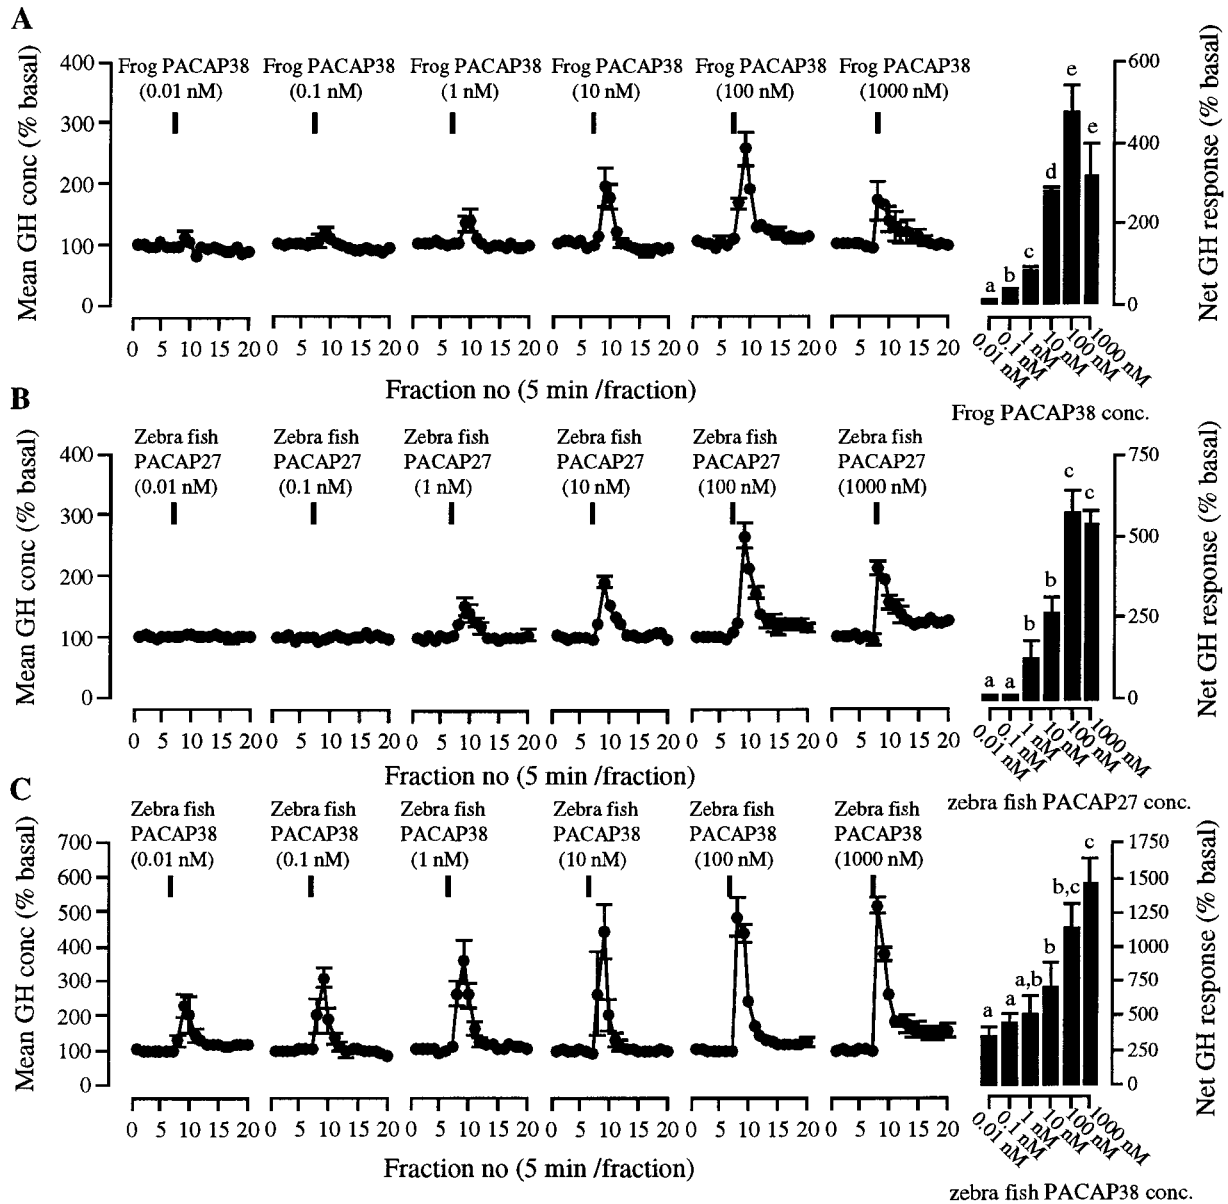 A
Mean GH conc (% basal)
400
300
200
100
0
Frog PACAP38
(0.01 nM)
Frog PACAP38
(0.1 nM)
Frog PACAP38
(1 nM)
Frog PACAP38
(10 nM)
Frog PACAP38
(100 nM)
Frog PACAP38
(1000 nM)
0 5 10 15 20
0 5 10 15 20
0 5 10 15 20
0 5 10 15 20
0 5 10 15 20
0 5 10 15 20
Fraction no (5 min /fraction)
a
b
c
d
e
e
600
400
200
0
Net GH response (% basal)
0.01 nM
0.1 nM
1 nM
10 nM
100 nM
1000 nM
Frog PACAP38 conc.
B
Mean GH conc (% basal)
400
300
200
100
0
Zebra fish
PACAP27
(0.01 nM)
Zebra fish
PACAP27
(0.1 nM)
Zebra fish
PACAP27
(1 nM)
Zebra fish
PACAP27
(10 nM)
Zebra fish
PACAP27
(100 nM)
Zebra fish
PACAP27
(1000 nM)
0 5 10 15 20
0 5 10 15 20
0 5 10 15 20
0 5 10 15 20
0 5 10 15 20
0 5 10 15 20
Fraction no (5 min /fraction)
a
a
b
b
c
c
750
500
250
0
Net GH response (% basal)
0.01 nM
0.1 nM
1 nM
10 nM
100 nM
1000 nM
zebra fish PACAP27 conc.
C
Mean GH conc (% basal)
700
600
500
400
300
200
100
0
Zebra fish
PACAP38
(0.01 nM)
Zebra fish
PACAP38
(0.1 nM)
Zebra fish
PACAP38
(1 nM)
Zebra fish
PACAP38
(10 nM)
Zebra fish
PACAP38
(100 nM)
Zebra fish
PACAP38
(1000 nM)
0 5 10 15 20
0 5 10 15 20
0 5 10 15 20
0 5 10 15 20
0 5 10 15 20
0 5 10 15 20
Fraction no (5 min /fraction)
a
a
a,b
b
b,c
c
1750
1500
1250
1000
750
500
250
0
Net GH response (% basal)
0.01 nM
0.1 nM
1 nM
10 nM
100 nM
1000 nM
zebra fish PACAP38 conc.